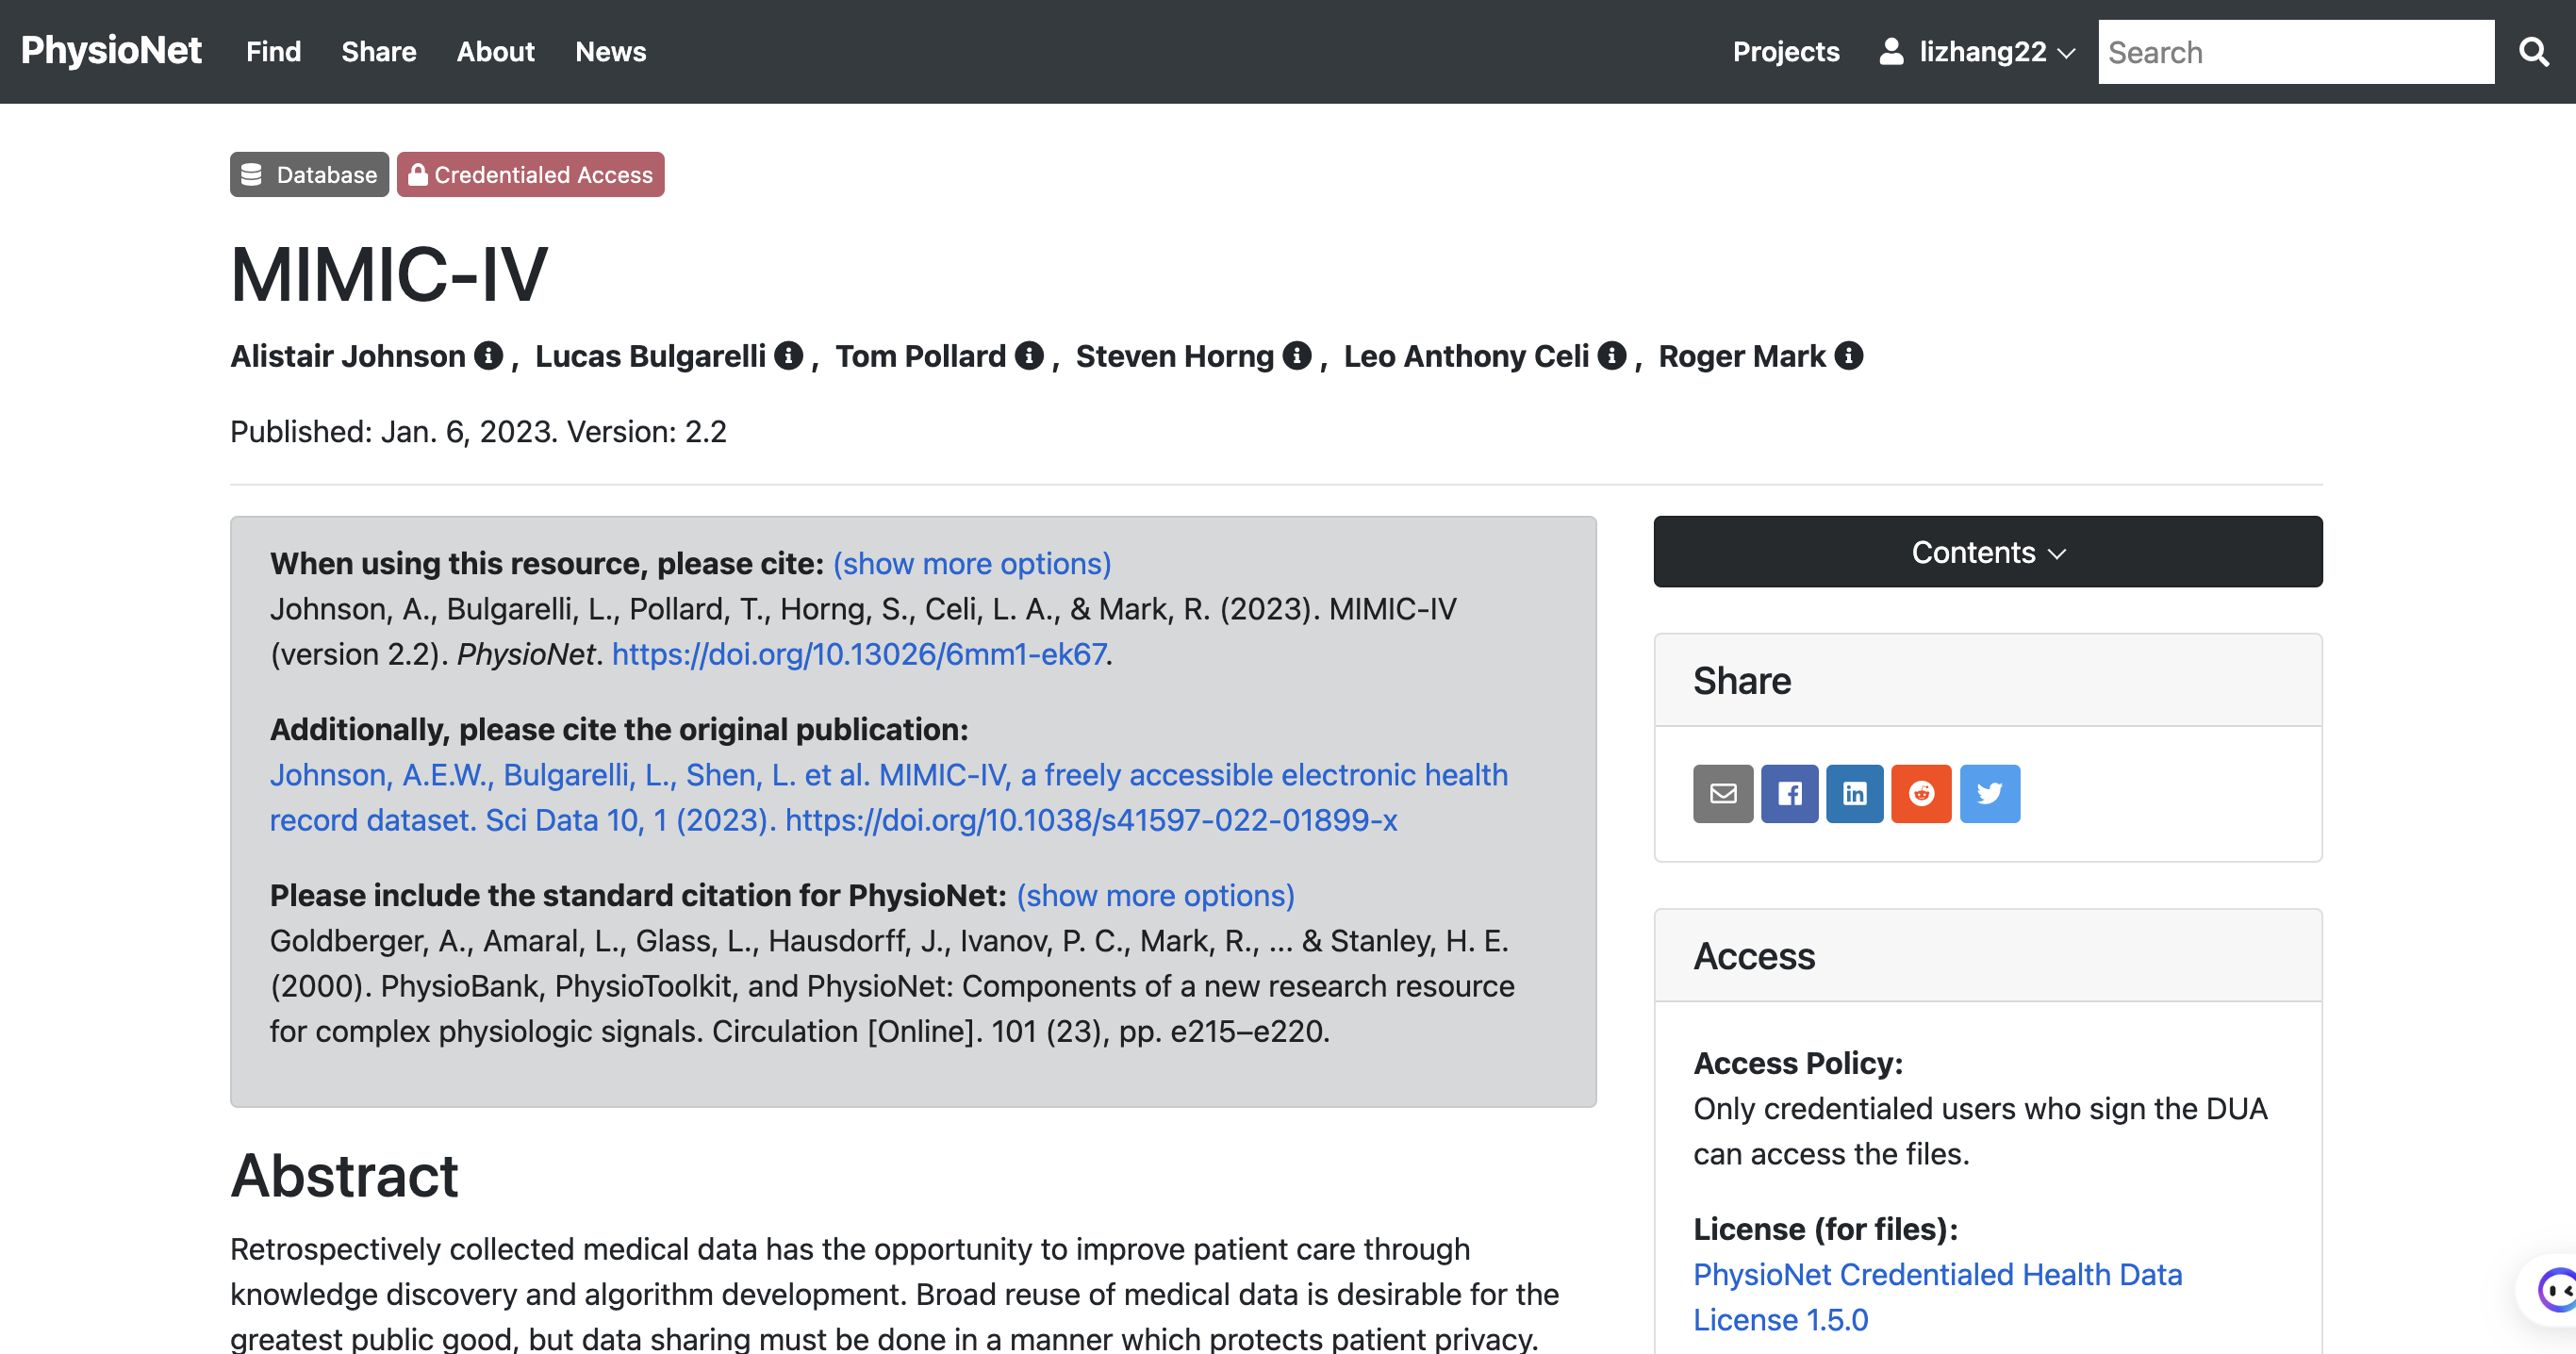 PhysioNet Find Share About News Projects lizhang22 Search
Database Credentialed Access
MIMIC-IV
Alistair Johnson , Lucas Bulgarelli , Tom Pollard , Steven Horng , Leo Anthony Celi , Roger Mark
Published: Jan. 6, 2023. Version: 2.2
When using this resource, please cite: (show more options)
Johnson, A., Bulgarelli, L., Pollard, T., Horng, S., Celi, L. A., & Mark, R. (2023). MIMIC-IV
(version 2.2). PhysioNet. https://doi.org/10.13026/6mm1-ek67.
Additionally, please cite the original publication:
Johnson, A.E.W., Bulgarelli, L., Shen, L. et al. MIMIC-IV, a freely accessible electronic health
record dataset. Sci Data 10, 1 (2023). https://doi.org/10.1038/s41597-022-01899-x
Please include the standard citation for PhysioNet: (show more options)
Goldberger, A., Amaral, L., Glass, L., Hausdorff, J., Ivanov, P. C., Mark, R., ... & Stanley, H. E.
(2000). PhysioBank, PhysioToolkit, and PhysioNet: Components of a new research resource
for complex physiologic signals. Circulation [Online]. 101 (23), pp. e215–e220.
Abstract
Retrospectively collected medical data has the opportunity to improve patient care through
knowledge discovery and algorithm development. Broad reuse of medical data is desirable for the
greatest public good, but data sharing must be done in a manner which protects patient privacy.
Contents
Share
Access
Access Policy:
Only credentialed users who sign the DUA
can access the files.
License (for files):
PhysioNet Credentialed Health Data
License 1.5.0